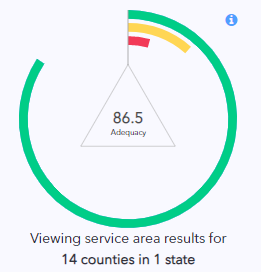 i
86.5
Adequacy
Viewing service area results for
14 counties in 1 state